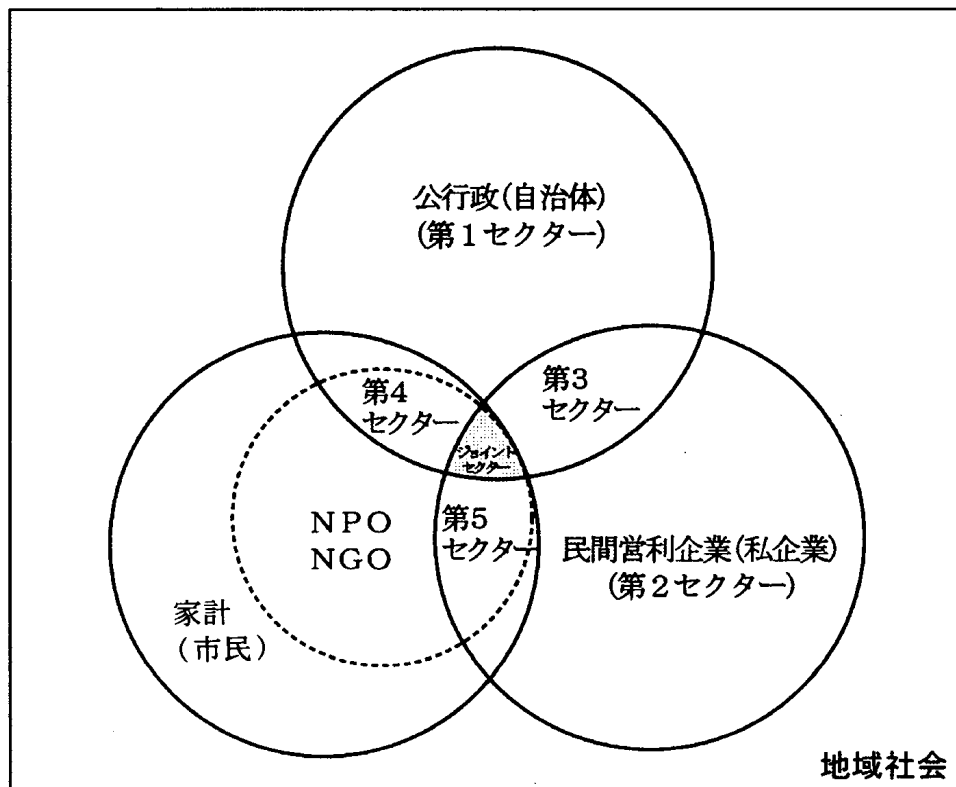 公行政(自治体)
(第1セクター)
第4
セクター
第3
セクター
ジョイント
セクター
NPO
NGO
第5
セクター
民間営利企業(私企業)
(第2セクター)
家計
(市民)
地域社会